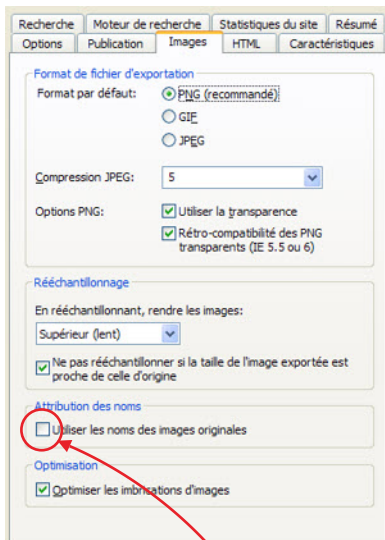 Recherche Moteur de recherche Statistiques du site Résumé
Options Publication Images HTML Caractéristiques
Format de fichier d'exportation
Format par défaut: PNG (recommandé)
GIF
JPEG
Compression JPEG: 5
Options PNG: Utiliser la transparence
Rétro-compatibilité des PNG
transparents (IE 5.5 ou 6)
Rééchantillonnage
En rééchantillonnant, rendre les images:
Supérieur (lent)
Ne pas rééchantillonner si la taille de l'image exportée est
proche de celle d'origine
Attribution des noms
Utiliser les noms des images originales
Optimisation
Optimiser les imbrications d'images